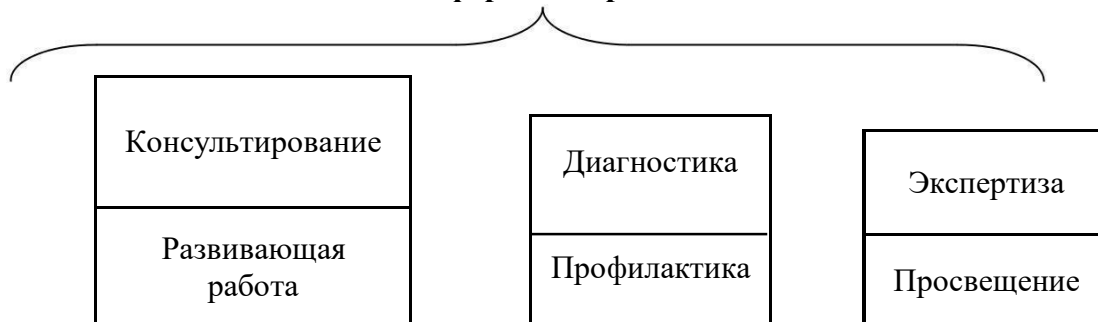 Консультирование
Развивающая
работа
Диагностика
Профилактика
Экспертиза
Просвещение